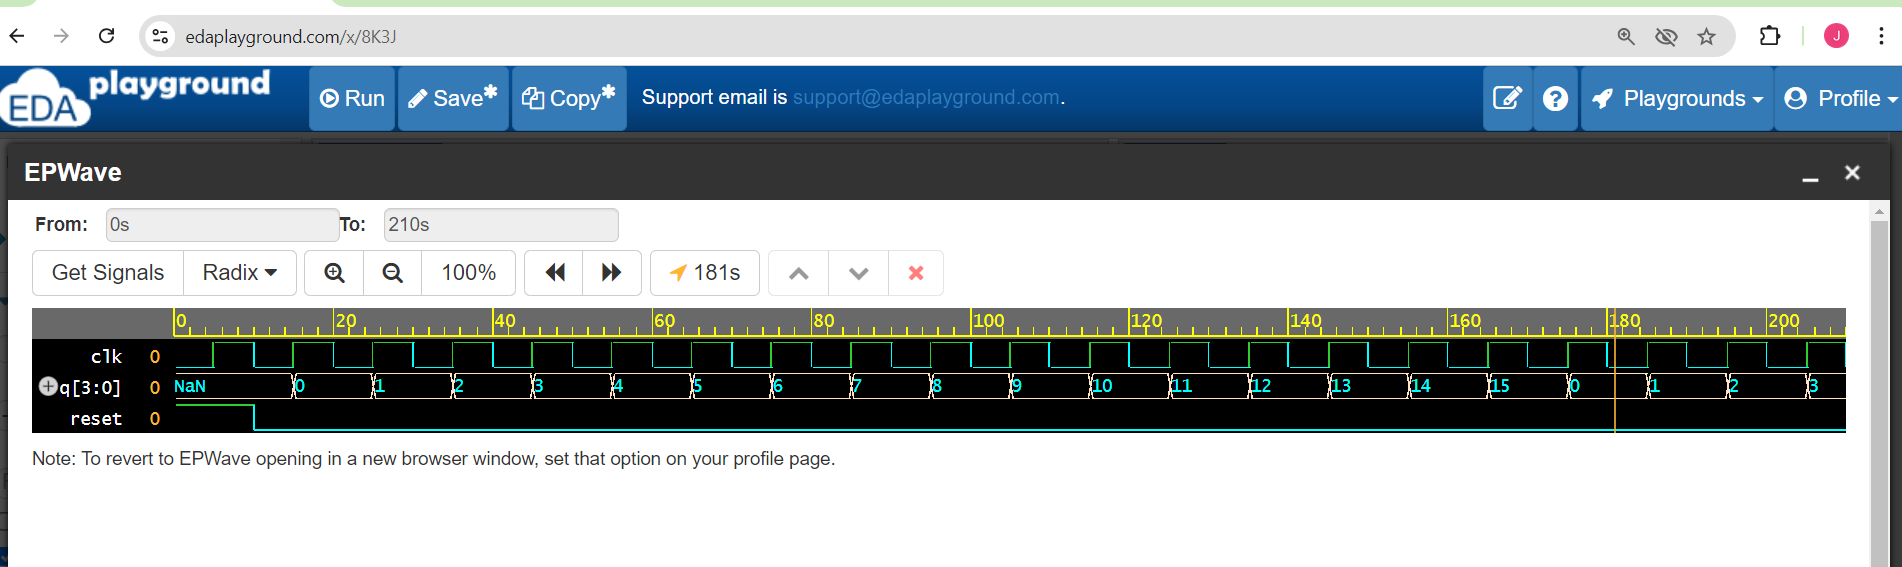 edaplayground.com/x/8K3J
J
EDA playground
Run
Save*
Copy*
Support email is support@edaplayground.com.
Playgrounds
Profile
EPWave
From: 0s To: 210s
Get Signals
Radix
100%
181s
0 20 40 60 80 100 120 140 160 180 200
clk 0
q[3:0] 0 NaN 0 1 2 3 4 5 6 7 8 9 10 11 12 13 14 15 0 1 2 3
reset 0
Note: To revert to EPWave opening in a new browser window, set that option on your profile page.